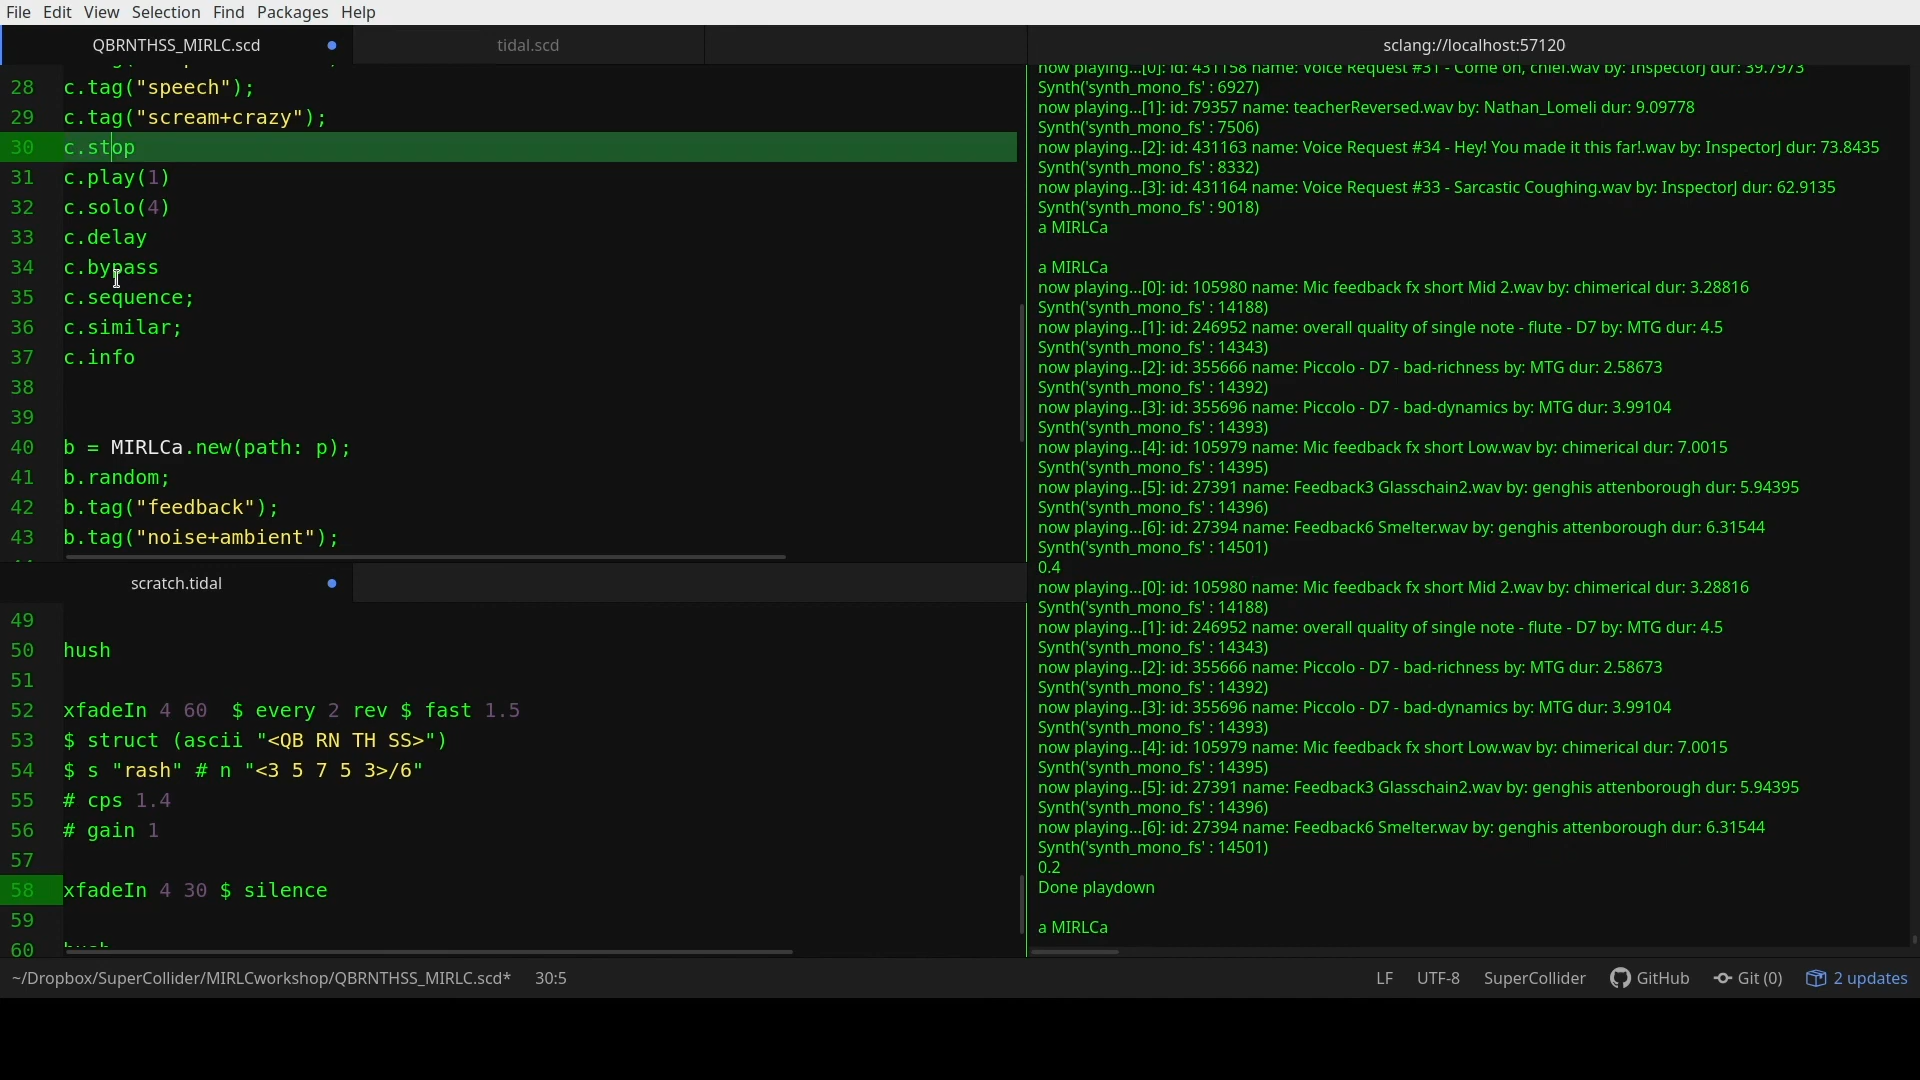 File Edit View Selection Find Packages Help
QBRNTHSS_MIRLC.scd
tidal.scd
28 c.tag("speech");
29 c.tag("scream+crazy");
30 c.stop
31 c.play(1)
32 c.solo(4)
33 c.delay
34 c.bypass
35 c.sequence;
36 c.similar;
37 c.info
38
39
40 b = MIRLCa.new(path: p);
41 b.random;
42 b.tag("feedback");
43 b.tag("noise+ambient");
scratch.tidal
49
50 hush
51
52 xfadeIn 4 60  $ every 2 rev $ fast 1.5
53 $ struct (ascii "<QB RN TH SS>")
54 $ s "rash" # n "<3 5 7 5 3>/6"
55 # cps 1.4
56 # gain 1
57
58 xfadeIn 4 30 $ silence
59
60 hush
sclang://localhost:57120
now playing...[0]: id: 431158 name: Voice Request #31 - Come on, chief.wav by: InspectorJ dur: 39.7973
Synth('synth_mono_fs' : 6927)
now playing...[1]: id: 79357 name: teacherReversed.wav by: Nathan_Lomeli dur: 9.09778
Synth('synth_mono_fs' : 7506)
now playing...[2]: id: 431163 name: Voice Request #34 - Hey! You made it this far!.wav by: InspectorJ dur: 73.8435
Synth('synth_mono_fs' : 8332)
now playing...[3]: id: 431164 name: Voice Request #33 - Sarcastic Coughing.wav by: InspectorJ dur: 62.9135
Synth('synth_mono_fs' : 9018)
a MIRLCa
a MIRLCa
now playing...[0]: id: 105980 name: Mic feedback fx short Mid 2.wav by: chimerical dur: 3.28816
Synth('synth_mono_fs' : 14188)
now playing...[1]: id: 246952 name: overall quality of single note - flute - D7 by: MTG dur: 4.5
Synth('synth_mono_fs' : 14343)
now playing...[2]: id: 355666 name: Piccolo - D7 - bad-richness by: MTG dur: 2.58673
Synth('synth_mono_fs' : 14392)
now playing...[3]: id: 355696 name: Piccolo - D7 - bad-dynamics by: MTG dur: 3.99104
Synth('synth_mono_fs' : 14393)
now playing...[4]: id: 105979 name: Mic feedback fx short Low.wav by: chimerical dur: 7.0015
Synth('synth_mono_fs' : 14395)
now playing...[5]: id: 27391 name: Feedback3 Glasschain2.wav by: genghis attenborough dur: 5.94395
Synth('synth_mono_fs' : 14396)
now playing...[6]: id: 27394 name: Feedback6 Smelter.wav by: genghis attenborough dur: 6.31544
Synth('synth_mono_fs' : 14501)
0.4
now playing...[0]: id: 105980 name: Mic feedback fx short Mid 2.wav by: chimerical dur: 3.28816
Synth('synth_mono_fs' : 14188)
now playing...[1]: id: 246952 name: overall quality of single note - flute - D7 by: MTG dur: 4.5
Synth('synth_mono_fs' : 14343)
now playing...[2]: id: 355666 name: Piccolo - D7 - bad-richness by: MTG dur: 2.58673
Synth('synth_mono_fs' : 14392)
now playing...[3]: id: 355696 name: Piccolo - D7 - bad-dynamics by: MTG dur: 3.99104
Synth('synth_mono_fs' : 14393)
now playing...[4]: id: 105979 name: Mic feedback fx short Low.wav by: chimerical dur: 7.0015
Synth('synth_mono_fs' : 14395)
now playing...[5]: id: 27391 name: Feedback3 Glasschain2.wav by: genghis attenborough dur: 5.94395
Synth('synth_mono_fs' : 14396)
now playing...[6]: id: 27394 name: Feedback6 Smelter.wav by: genghis attenborough dur: 6.31544
Synth('synth_mono_fs' : 14501)
0.2
Done playdown
a MIRLCa
~/Dropbox/SuperCollider/MIRLCworkshop/QBRNTHSS_MIRLC.scd* 30:5 LF UTF-8 SuperCollider GitHub Git (0) 2 updates